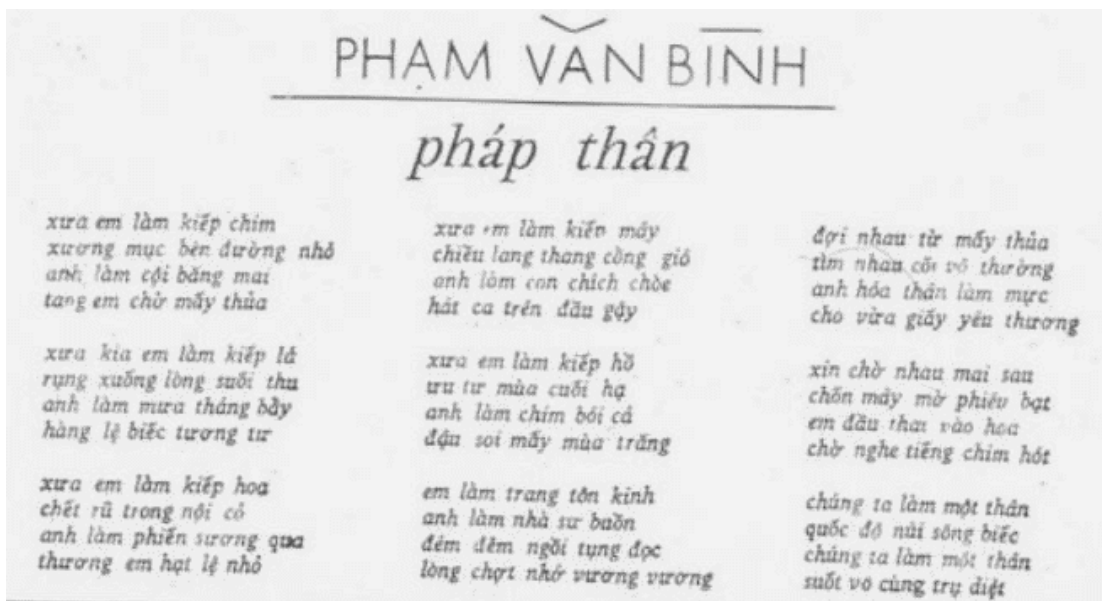 PHẠM VĂN BÌNH
pháp thân
xưa em làm kiếp chim
xương mục bên đường nhỏ
anh làm cội băng mai
tang em chờ mấy thủa
xưa kia em làm kiếp lá
rụng xuống lòng suối thu
anh làm mưa tháng bẩy
hàng lệ biếc tương tư
xưa em làm kiếp hoa
chết rũ trong nội cỏ
anh làm phiến sương qua
thương em hạt lệ nhỏ
xưa em làm kiếp mây
chiều lang thang cồng gió
anh làm con chích chòe
hát ca trên đầu gậy
xưa em làm kiếp hồ
ưu tư mùa cuối hạ
anh làm chim bói cá
đậu soi mấy mùa trăng
em làm trang tôn kinh
anh làm nhà sư buồn
đêm đêm ngồi tụng đọc
lòng chợt nhớ vương vương
đợi nhau từ mấy thủa
tìm nhau cõi vô thường
anh hóa thân làm mực
cho vừa giấy yêu thương
xin chờ nhau mai sau
chốn mây mờ phiêu bạt
em đầu thai vào hoa
chờ nghe tiếng chim hót
chúng ta làm một thân
quốc độ núi sông biếc
chúng ta làm một thân
suốt vô cùng trụ diệt